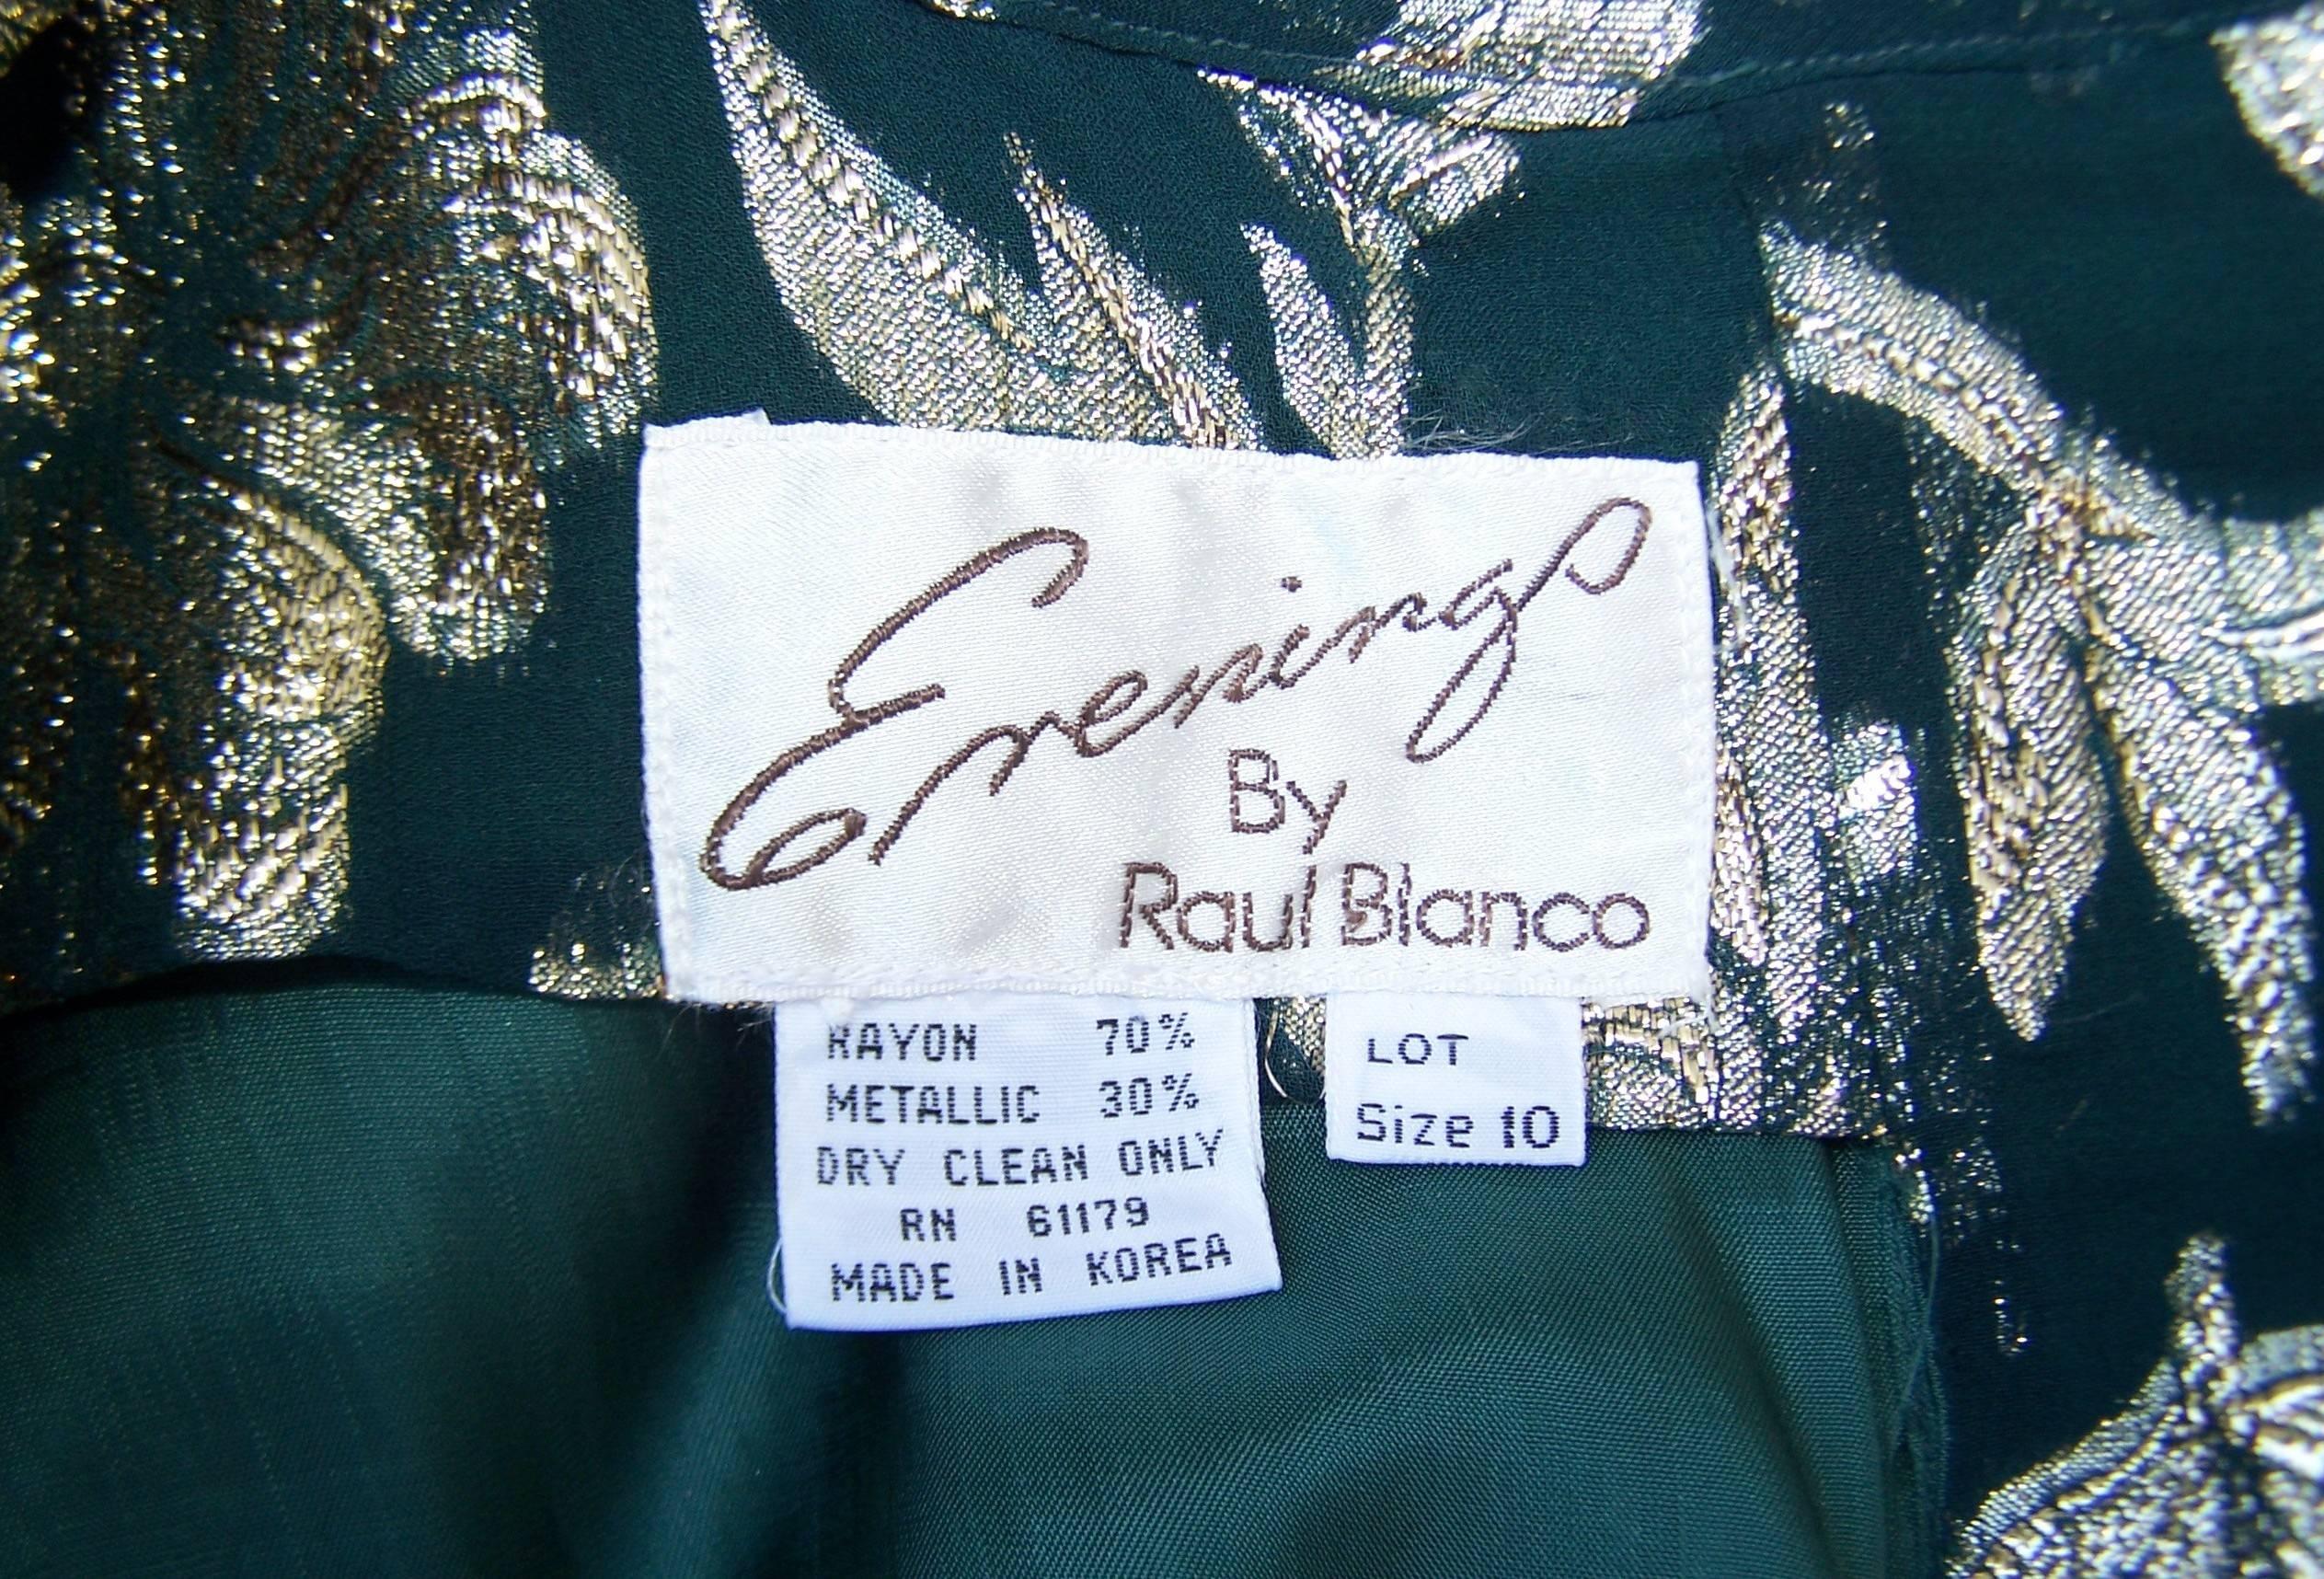 Evenings
By
Raul Blanco
RAYON 70%
METALLIC 30%
DRY CLEAN ONLY
RN 61179
MADE IN KOREA
LOT
Size 10